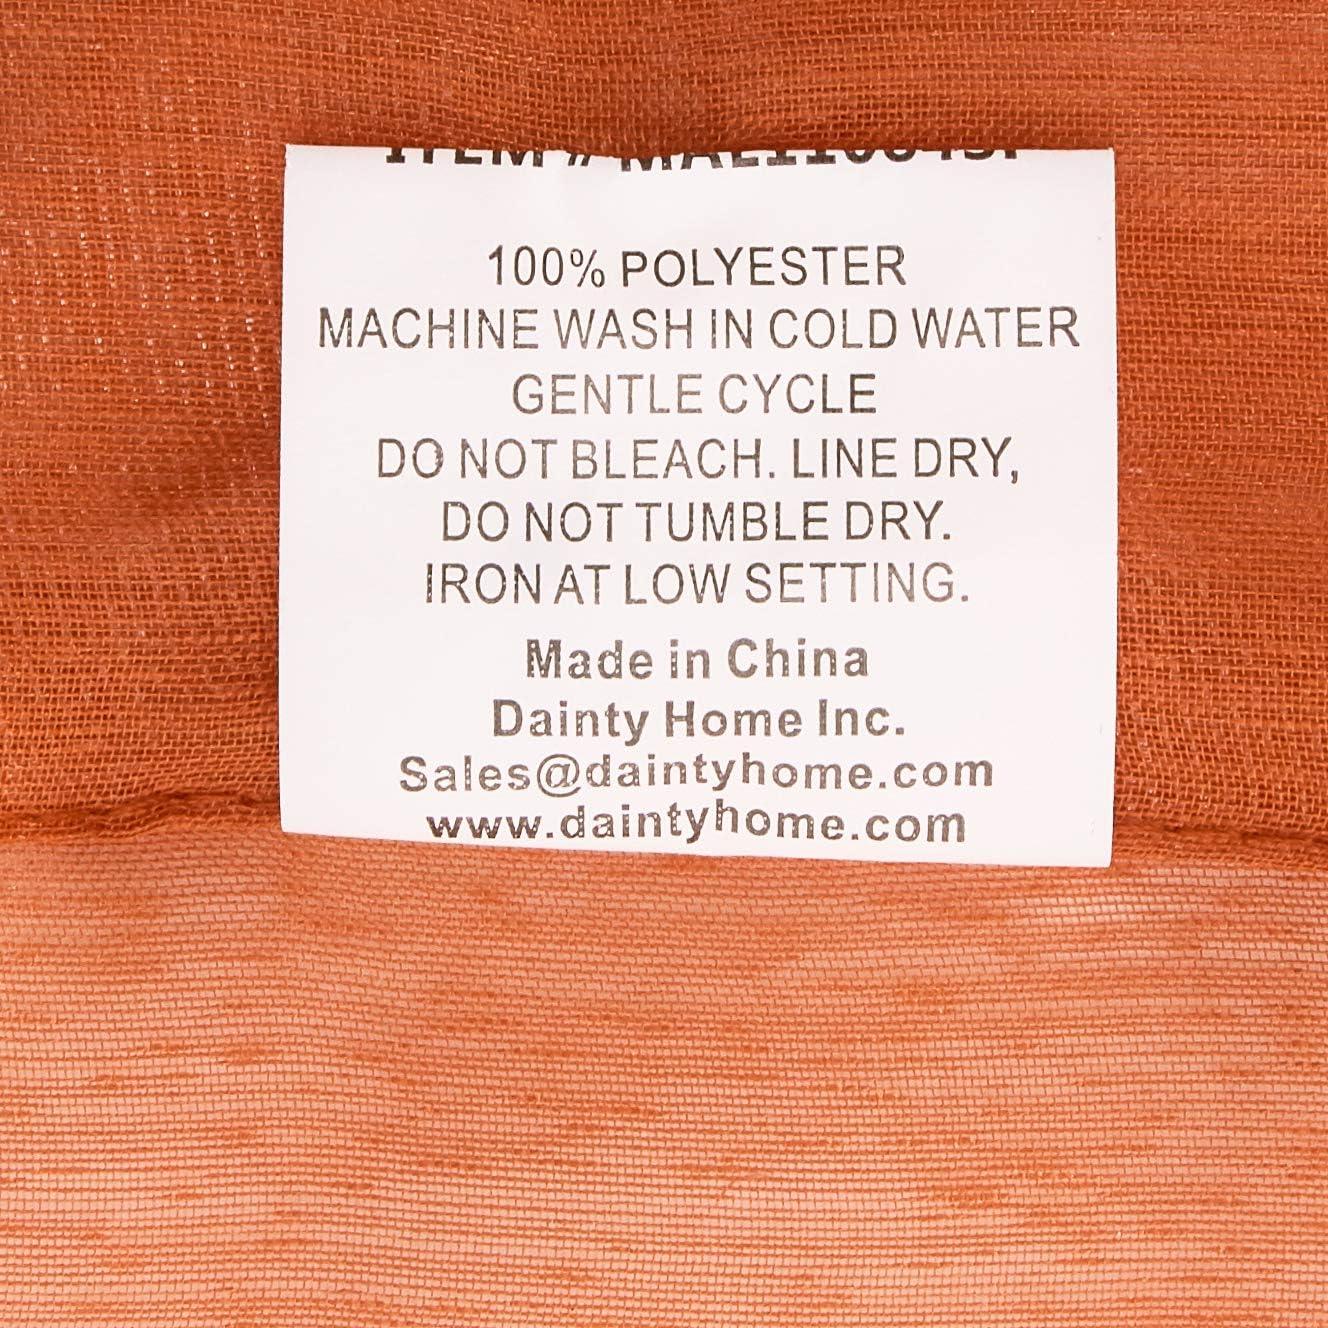 ITEM #
100% POLYESTER
MACHINE WASH IN COLD WATER
GENTLE CYCLE
DO NOT BLEACH. LINE DRY,
DO NOT TUMBLE DRY.
IRON AT LOW SETTING.
Made in China
Dainty Home Inc.
Sales@daintyhome.com
www.daintyhome.com